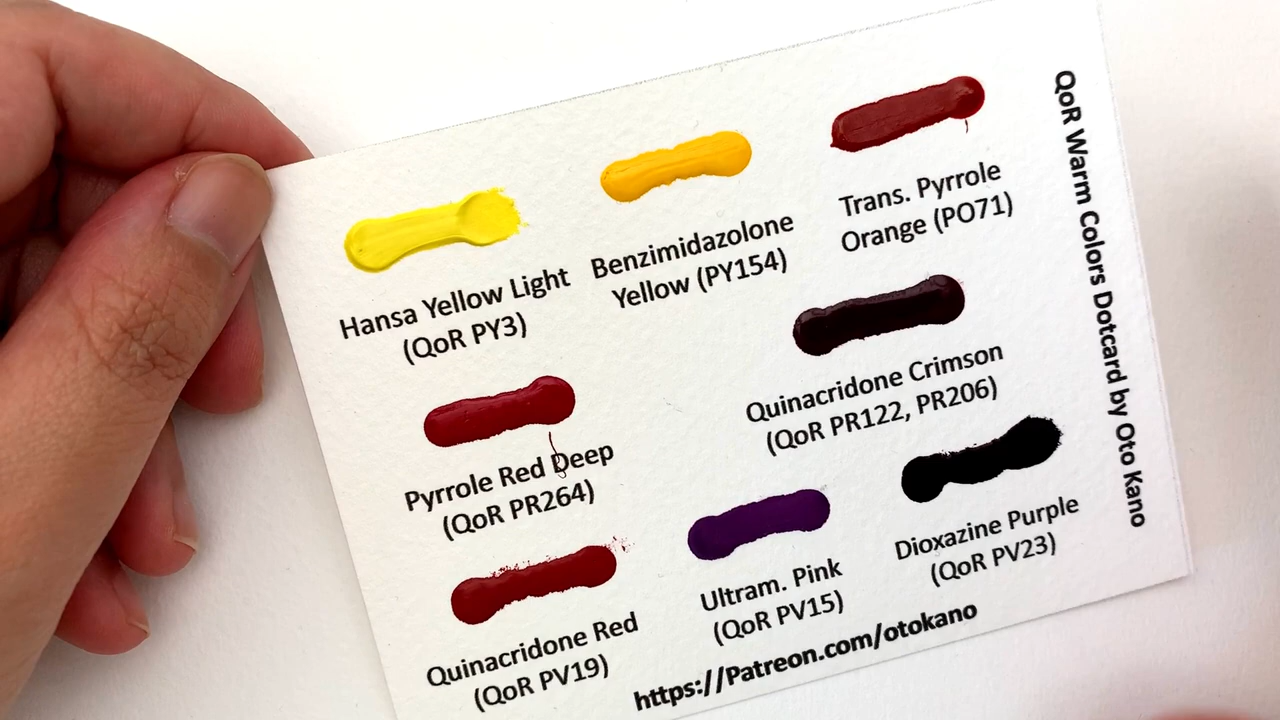 Hansa Yellow Light
(QoR PY3)
Benzimidazolone
Yellow (PY154)
Trans. Pyrrole
Orange (PO71)
Pyrrole Red Deep
(QoR PR264)
Quinacridone Crimson
(QoR PR122, PR206)
Quinacridone Red
(QoR PV19)
Ultram. Pink
(QoR PV15)
Dioxazine Purple
(QoR PV23)
https://Patreon.com/otokano
QoR Warm Colors Dotcard by Oto Kano